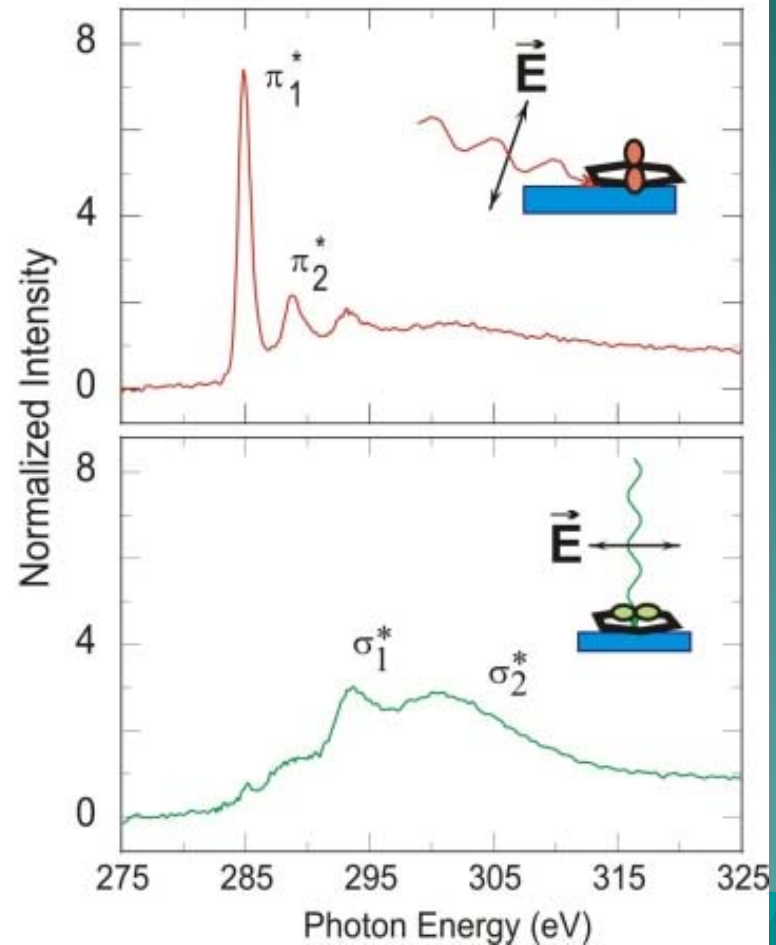 8
4
0
π₁*
π₂*
E⃗
Normalized Intensity
8
4
0
σ₁*
σ₂*
E⃗
275 285 295 305 315 325
Photon Energy (eV)